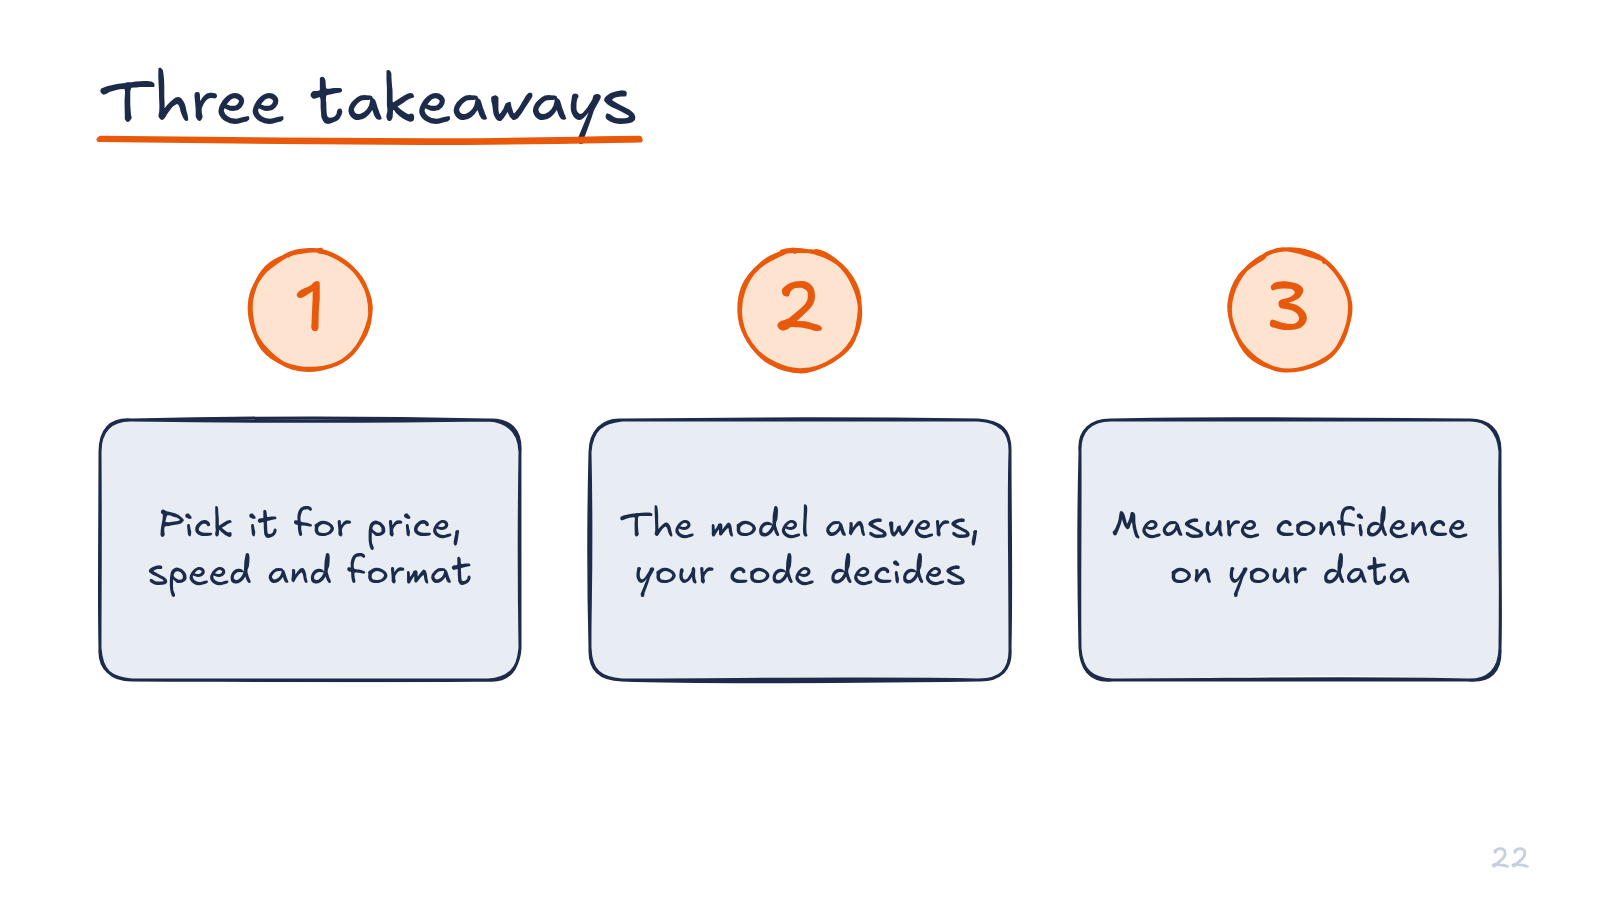 Three takeaways
1
2
3
Pick it for price,
speed and format
The model answers,
your code decides
Measure confidence
on your data
22